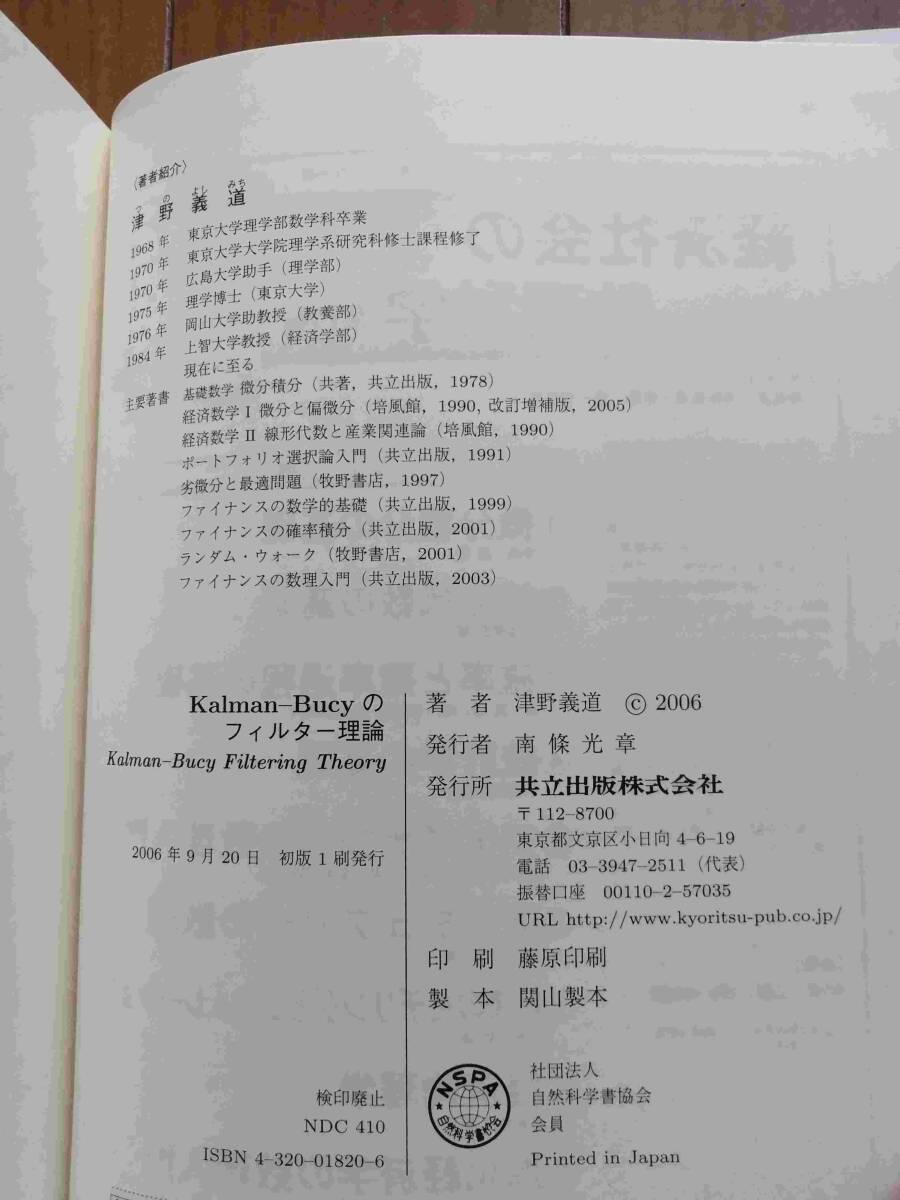 〈著者紹介〉
つの よしみち
津野義道
1968年 東京大学理学部数学科卒業
1970年 東京大学大学院理学系研究科修士課程修了
1970年 広島大学助手（理学部）
1975年 理学博士（東京大学）
1976年 岡山大学助教授（教養部）
1984年 上智大学教授（経済学部）
現在に至る
主要著書 基礎数学 微分積分（共著，共立出版，1978）
経済数学 I 微分と偏微分（培風館，1990, 改訂増補版，2005）
経済数学 II 線形代数と産業関連論（培風館，1990）
ポートフォリオ選択論入門（共立出版，1991）
劣微分と最適問題（牧野書店，1997）
ファイナンスの数学的基礎（共立出版，1999）
ファイナンスの確率積分（共立出版，2001）
ランダム・ウォーク（牧野書店，2001）
ファイナンスの数理入門（共立出版，2003）
Kalman–Bucy の
フィルター理論
Kalman–Bucy Filtering Theory
2006年9月20日 初版1刷発行
検印廃止
NDC 410
ISBN 4–320–01820–6
著 者 津野義道 © 2006
発行者 南條光章
発行所 共立出版株式会社
〒112–8700
東京都文京区小日向 4–6–19
電話 03–3947–2511（代表）
振替口座 00110–2–57035
URL http://www.kyoritsu-pub.co.jp/
印 刷 藤原印刷
製 本 関山製本
NSPA
自然科学書協会
社団法人
自然科学書協会
会員
Printed in Japan